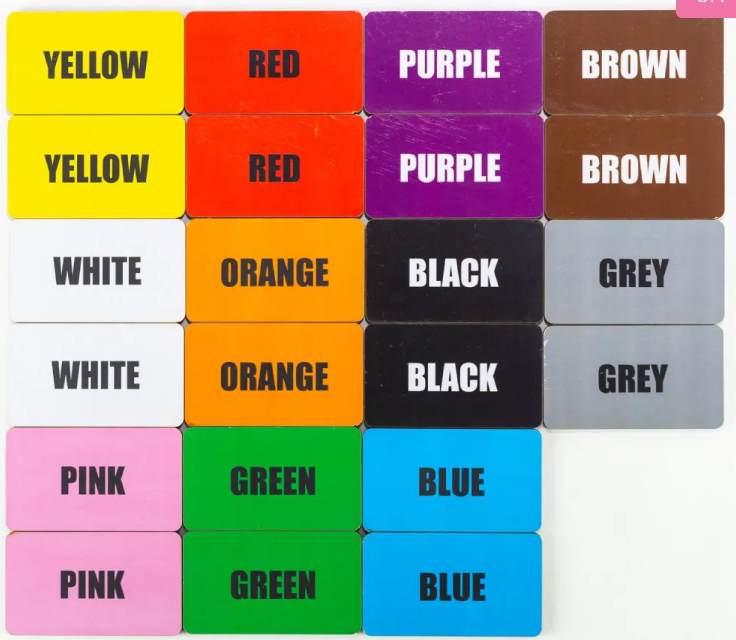 YELLOW RED PURPLE BROWN
YELLOW RED PURPLE BROWN
WHITE ORANGE BLACK GREY
WHITE ORANGE BLACK GREY
PINK GREEN BLUE
PINK GREEN BLUE